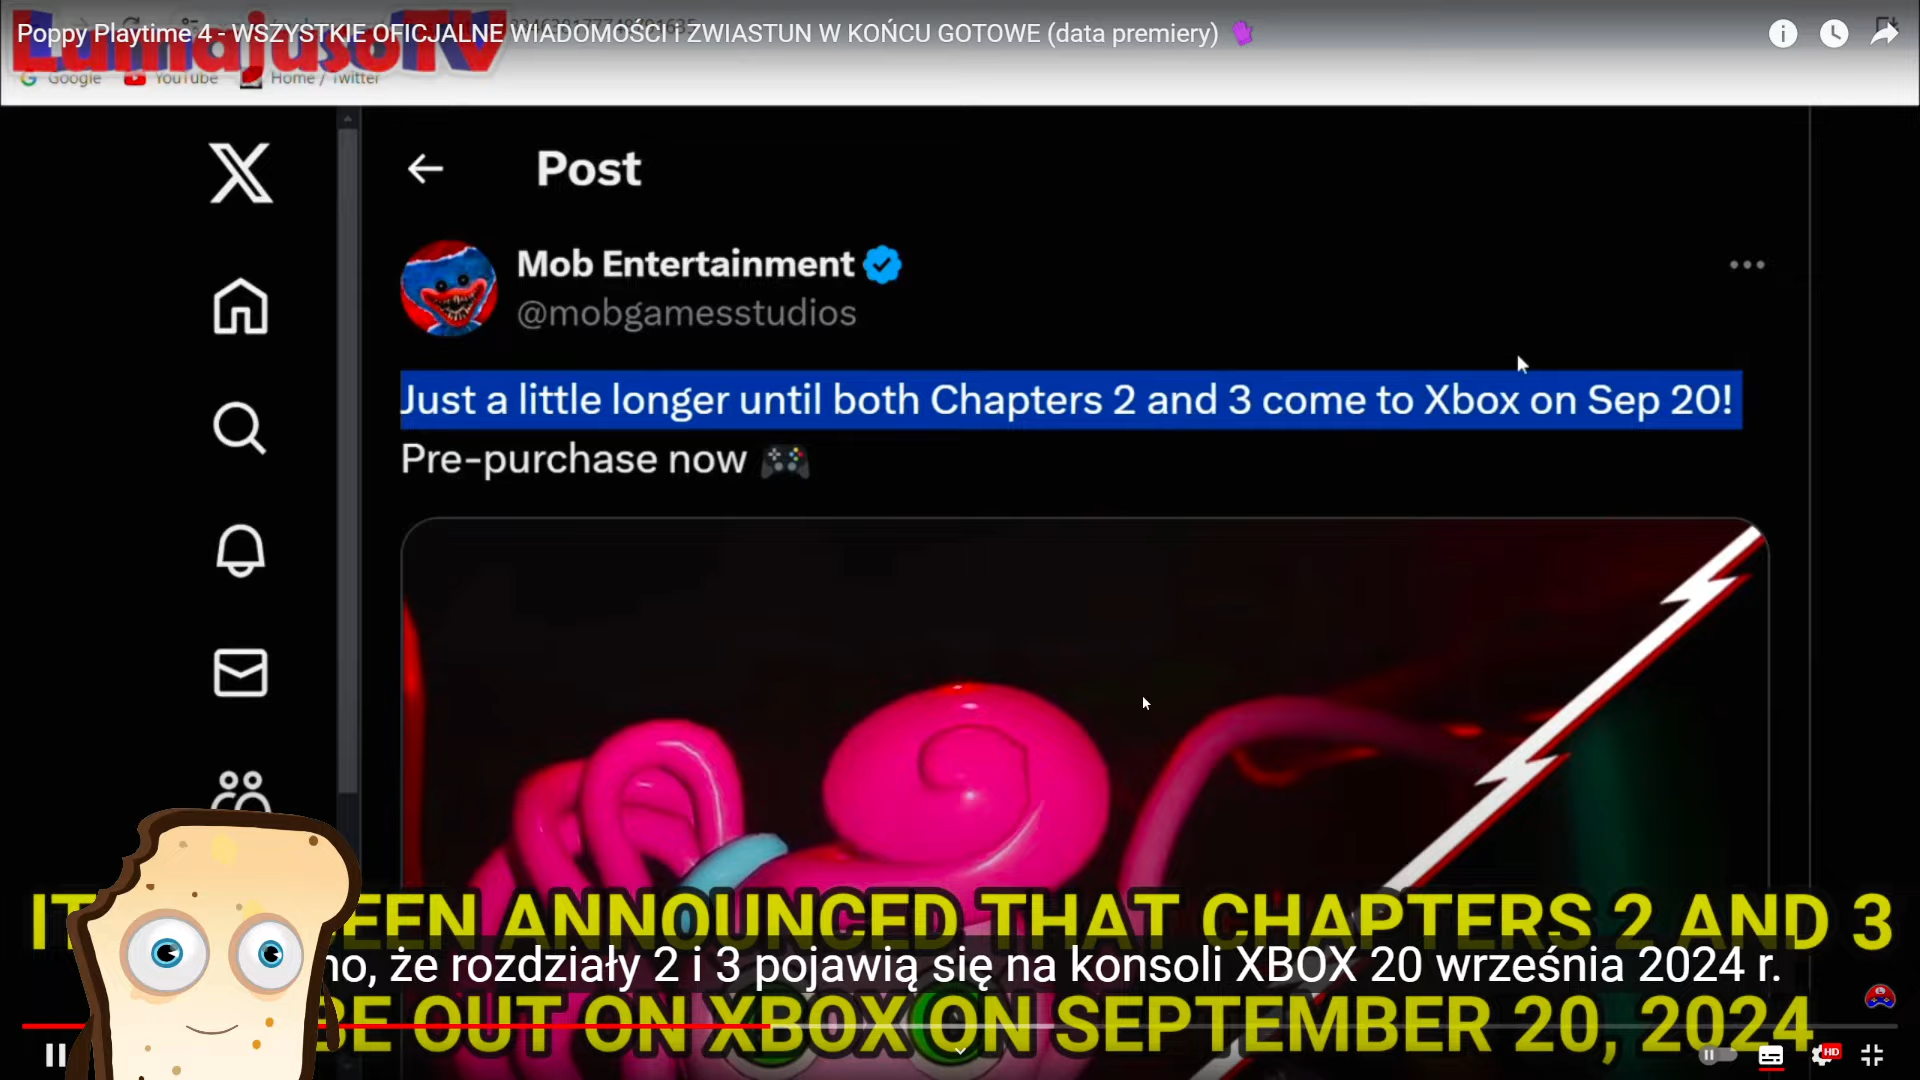 Poppy Playtime 4 - WSZYSTKIE OFICJALNE WIADOMOŚCI i ZWIASTUN W KOŃCU GOTOWE (data premiery)
LumajusoTV
Google YouTube Home / Twitter
Post
Mob Entertainment
@mobgamesstudios
Just a little longer until both Chapters 2 and 3 come to Xbox on Sep 20!
Pre-purchase now
ANNOUNCED THAT CHAPTERS 2 AND 3
że rozdziały 2 i 3 pojawią się na konsoli XBOX 20 września 2024 r.
BE OUT ON XBOX ON SEPTEMBER 20, 2024
HD